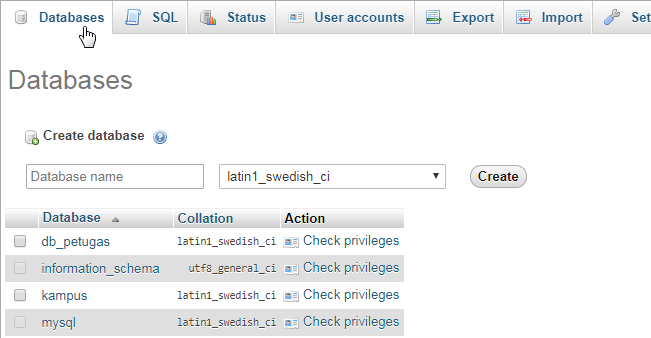 Databases SQL Status User accounts Export Import Set
Databases
Create database
Database name latin1_swedish_ci Create
Database Collation Action
db_petugas latin1_swedish_ci Check privileges
information_schema utf8_general_ci Check privileges
kampus latin1_swedish_ci Check privileges
mysql latin1_swedish_ci Check privileges